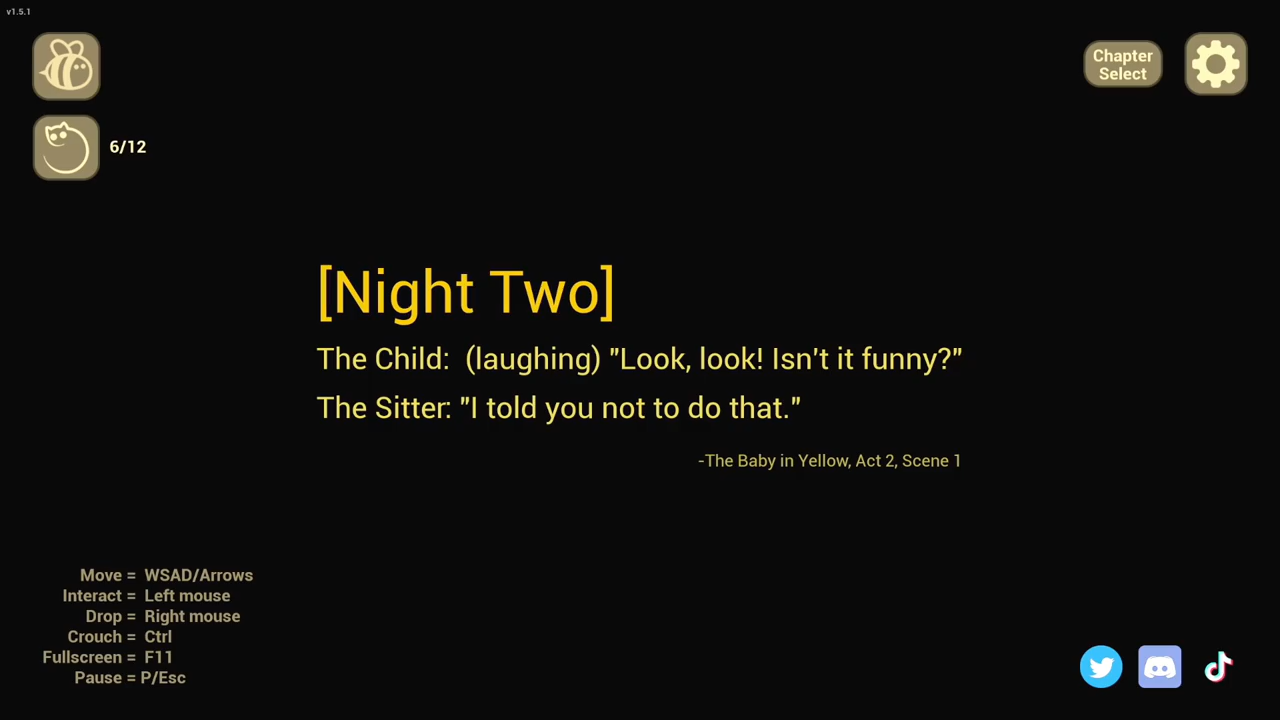 v1.5.1
Chapter
Select
6/12
[Night Two]
The Child:  (laughing) "Look, look! Isn't it funny?"
The Sitter: "I told you not to do that."
-The Baby in Yellow, Act 2, Scene 1
Move = WSAD/Arrows
Interact = Left mouse
Drop = Right mouse
Crouch = Ctrl
Fullscreen = F11
Pause = P/Esc